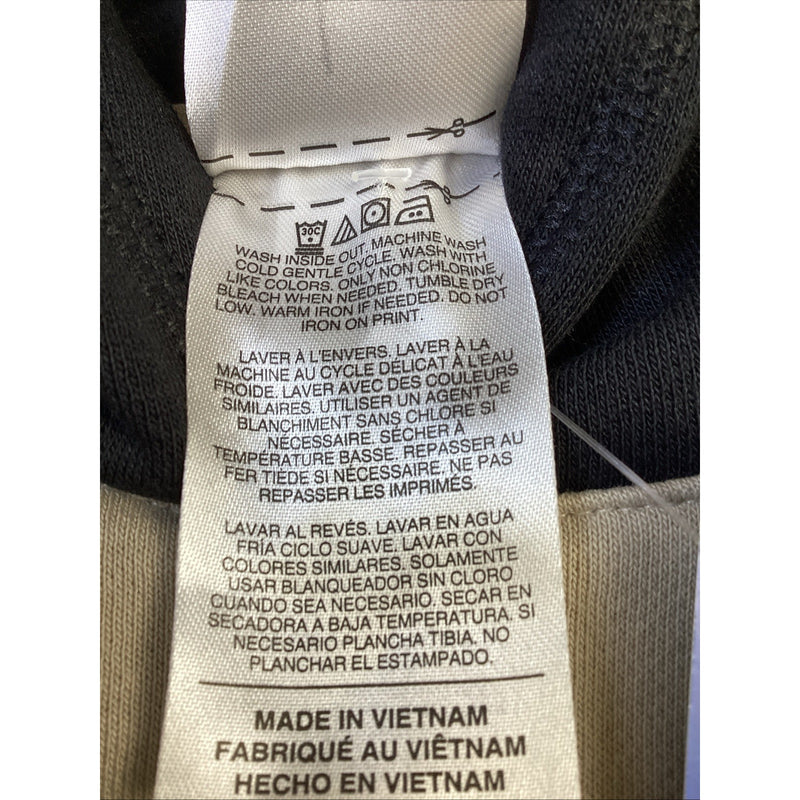 30C
WASH INSIDE OUT. MACHINE WASH
COLD GENTLE CYCLE. WASH WITH
LIKE COLORS. ONLY NON CHLORINE
BLEACH WHEN NEEDED. TUMBLE DRY
LOW. WARM IRON IF NEEDED. DO NOT
IRON ON PRINT.
LAVER À L'ENVERS. LAVER À LA
MACHINE AU CYCLE DÉLICAT À L'EAU
FROIDE. LAVER AVEC DES COULEURS
SIMILAIRES. UTILISER UN AGENT DE
BLANCHIMENT SANS CHLORE SI
NÉCESSAIRE. SÉCHER À
TEMPÉRATURE BASSE. REPASSER AU
FER TIÈDE SI NÉCESSAIRE. NE PAS
REPASSER LES IMPRIMÉS.
LAVAR AL REVÉS. LAVAR EN AGUA
FRÍA CICLO SUAVE. LAVAR CON
COLORES SIMILARES. SOLAMENTE
USAR BLANQUEADOR SIN CLORO
CUANDO SEA NECESARIO. SECAR EN
SECADORA A BAJA TEMPERATURA. SI
NECESARIO PLANCHA TIBIA. NO
PLANCHAR EL ESTAMPADO.
MADE IN VIETNAM
FABRIQUÉ AU VIÊTNAM
HECHO EN VIETNAM